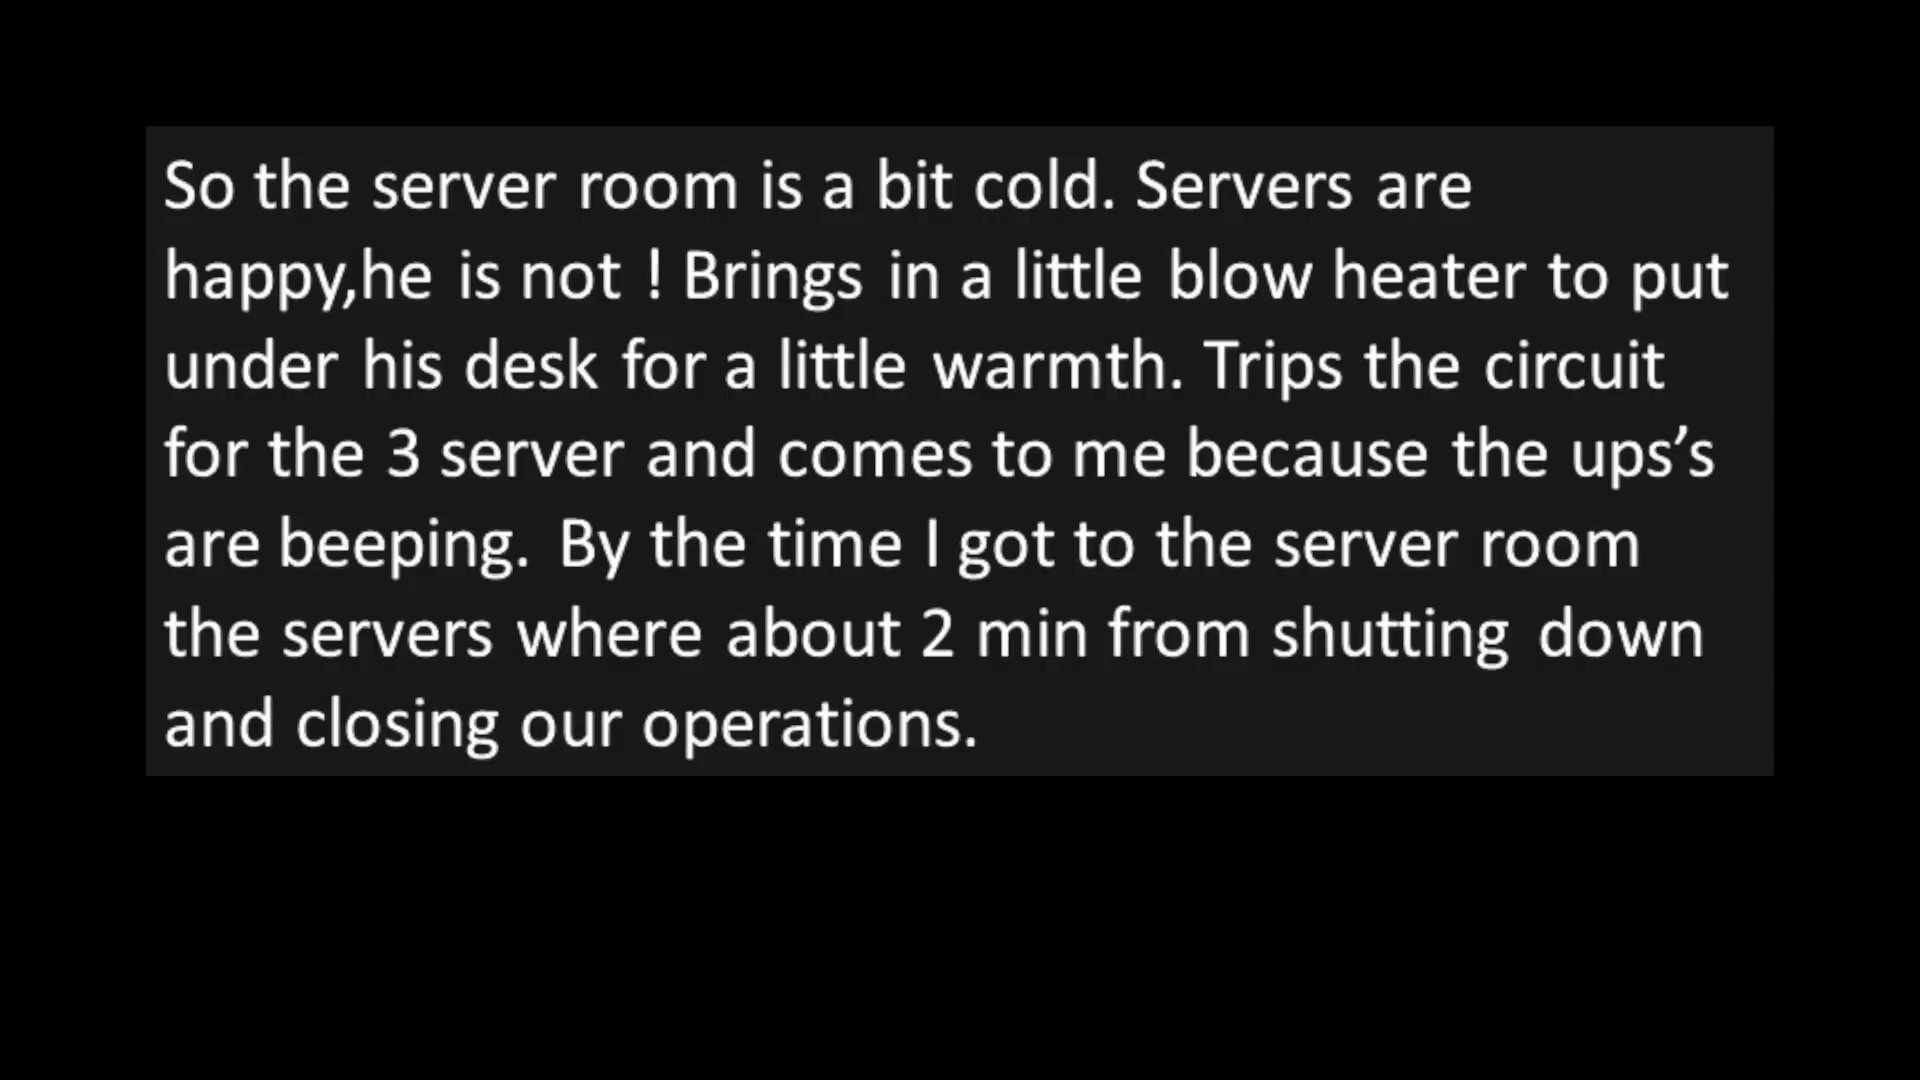 So the server room is a bit cold. Servers are
happy,he is not ! Brings in a little blow heater to put
under his desk for a little warmth. Trips the circuit
for the 3 server and comes to me because the ups’s
are beeping. By the time I got to the server room
the servers where about 2 min from shutting down
and closing our operations.